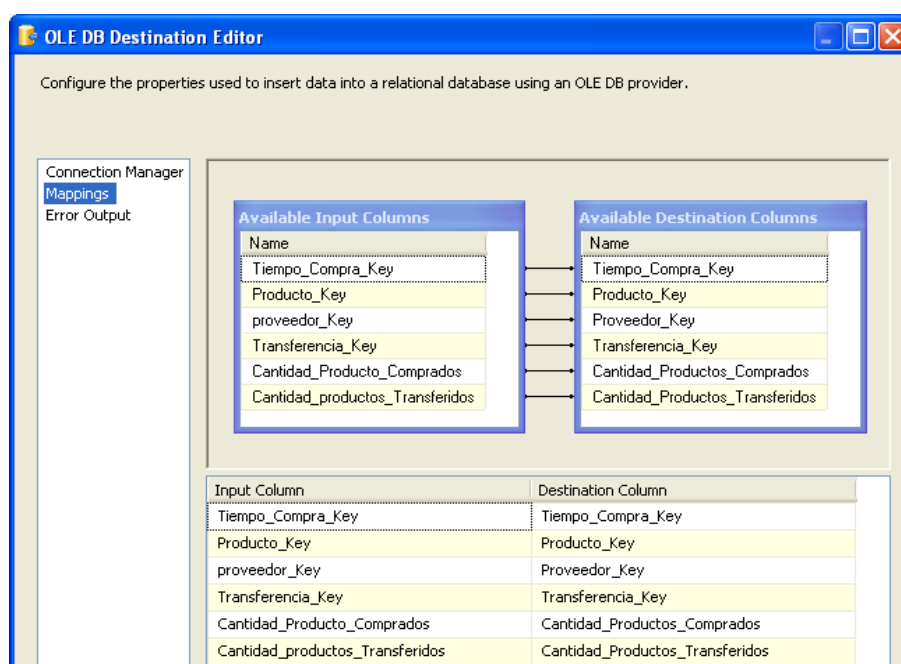 OLE DB Destination Editor
Configure the properties used to insert data into a relational database using an OLE DB provider.
Connection Manager
Mappings
Error Output
Available Input Columns
Name
Tiempo_Compra_Key
Producto_Key
proveedor_Key
Transferencia_Key
Cantidad_Producto_Comprados
Cantidad_productos_Transferidos
Available Destination Columns
Name
Tiempo_Compra_Key
Producto_Key
Proveedor_Key
Transferencia_Key
Cantidad_Productos_Comprados
Cantidad_Productos_Transferidos
Input Column Destination Column
Tiempo_Compra_Key Tiempo_Compra_Key
Producto_Key Producto_Key
proveedor_Key Proveedor_Key
Transferencia_Key Transferencia_Key
Cantidad_Producto_Comprados Cantidad_Productos_Comprados
Cantidad_productos_Transferidos Cantidad_Productos_Transferidos